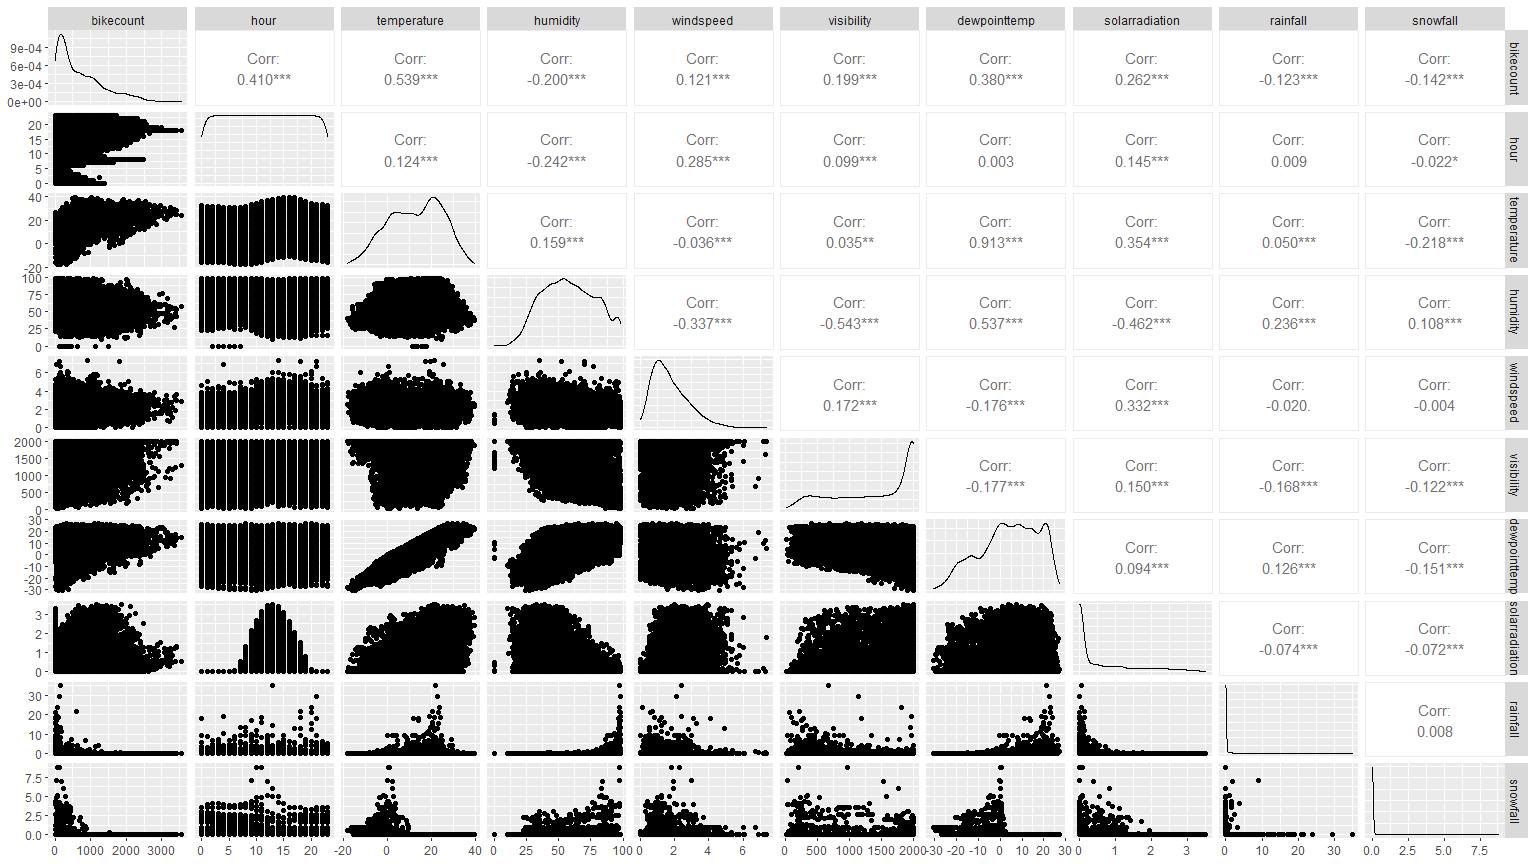 bikecount hour temperature humidity windspeed visibility dewpointtemp solarradiation rainfall snowfall
9e-04
6e-04
3e-04
0e+00
Corr: Corr: Corr: Corr: Corr: Corr: Corr: Corr: Corr:
0.410*** 0.539*** -0.200*** 0.121*** 0.199*** 0.380*** 0.262*** -0.123*** -0.142***
bikecount
20
15
10
5
0
Corr: Corr: Corr: Corr: Corr: Corr: Corr: Corr:
0.124*** -0.242*** 0.285*** 0.099*** 0.003 0.145*** 0.009 -0.022*
hour
40
20
0
-20
Corr: Corr: Corr: Corr: Corr: Corr: Corr:
0.159*** -0.036*** 0.035** 0.913*** 0.354*** 0.050*** -0.218***
temperature
100
75
50
25
0
Corr: Corr: Corr: Corr: Corr: Corr:
-0.337*** -0.543*** 0.537*** -0.462*** 0.236*** 0.108***
humidity
6
4
2
0
Corr: Corr: Corr: Corr: Corr:
0.172*** -0.176*** 0.332*** -0.020. -0.004
windspeed
2000
1500
1000
500
0
Corr: Corr: Corr: Corr:
-0.177*** 0.150*** -0.168*** -0.122***
visibility
30
20
10
0
-10
-20
-30
Corr: Corr: Corr:
0.094*** 0.126*** -0.151***
dewpointtemp
3
2
1
0
Corr: Corr:
-0.074*** -0.072***
solarradiation
30
20
10
0
Corr:
0.008
rainfall
7.5
5.0
2.5
0.0
snowfall
0 1000 2000 3000 0 5 10 15 20 -20 0 20 40 0 25 50 75 100 0 2 4 6 0 500 1000 1500 2000 -30 -20 -10 0 10 20 30 0 1 2 3 0 10 20 30 0.0 2.5 5.0 7.5